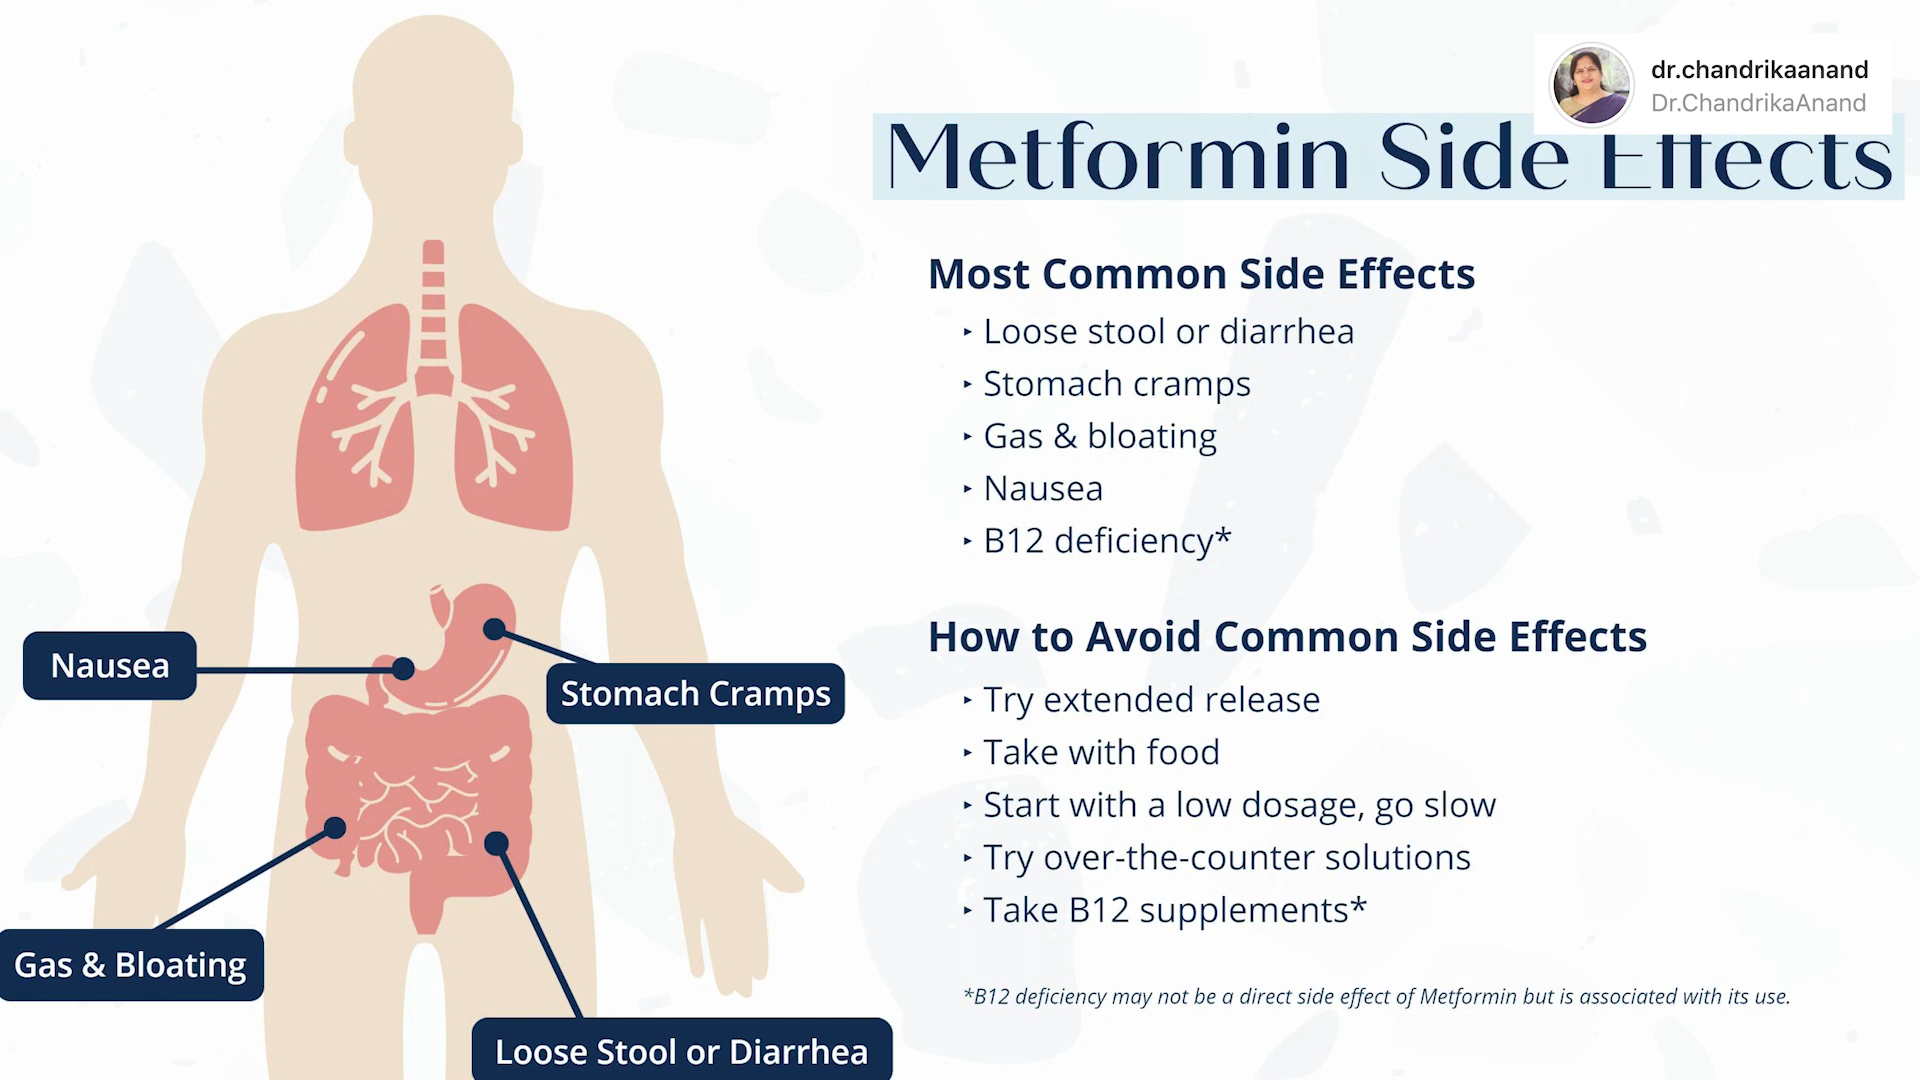 dr.chandrikaanand
Dr.ChandrikaAnand
Metformin Side Effects
Most Common Side Effects
‣ Loose stool or diarrhea
‣ Stomach cramps
‣ Gas & bloating
‣ Nausea
‣ B12 deficiency*
How to Avoid Common Side Effects
‣ Try extended release
‣ Take with food
‣ Start with a low dosage, go slow
‣ Try over-the-counter solutions
‣ Take B12 supplements*
*B12 deficiency may not be a direct side effect of Metformin but is associated with its use.
Nausea
Stomach Cramps
Gas & Bloating
Loose Stool or Diarrhea